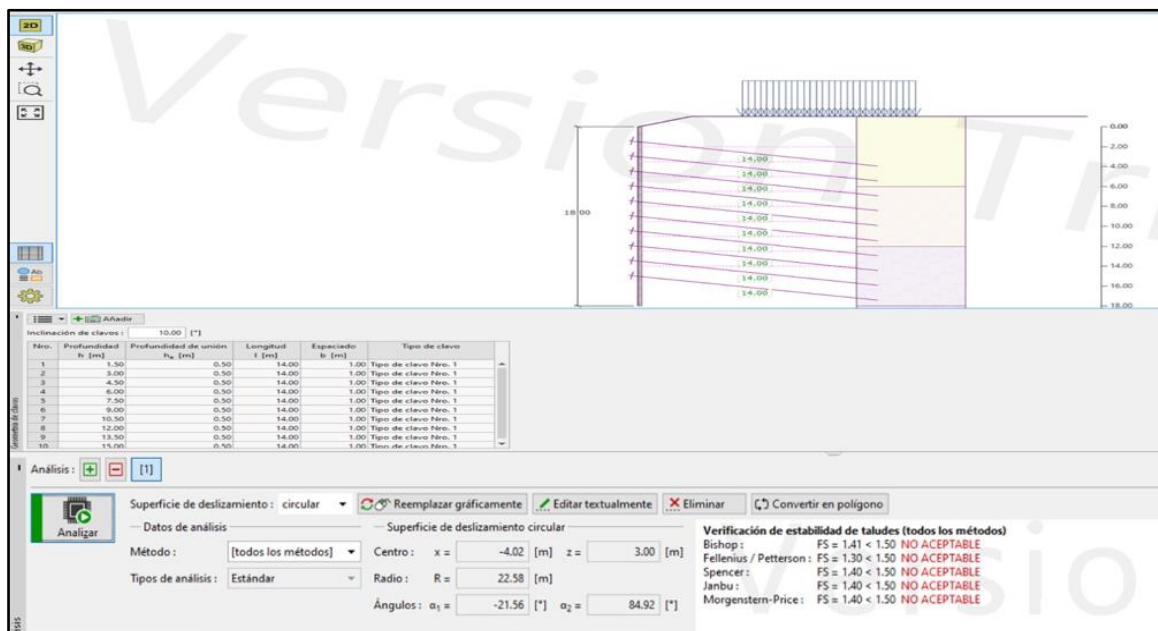 2D
3D
Version Tri
0.00
2.00
4.00
6.00
8.00
10.00
12.00
14.00
16.00
18.00
18.00
14.00
14.00
14.00
14.00
14.00
14.00
14.00
14.00
14.00
14.00
Ab
Añadir
Inclinación de clavos : 10.00 [°]
Nro. Profundidad Profundidad de unión Longitud Espaciado Tipo de clavo
h [m] hₑ [m] l [m] b [m]
1 1.50 0.50 14.00 1.00 Tipo de clavo Nro. 1
2 3.00 0.50 14.00 1.00 Tipo de clavo Nro. 1
3 4.50 0.50 14.00 1.00 Tipo de clavo Nro. 1
4 6.00 0.50 14.00 1.00 Tipo de clavo Nro. 1
5 7.50 0.50 14.00 1.00 Tipo de clavo Nro. 1
6 9.00 0.50 14.00 1.00 Tipo de clavo Nro. 1
7 10.50 0.50 14.00 1.00 Tipo de clavo Nro. 1
8 12.00 0.50 14.00 1.00 Tipo de clavo Nro. 1
9 13.50 0.50 14.00 1.00 Tipo de clavo Nro. 1
10 15.00 0.50 14.00 1.00 Tipo de clavo Nro. 1
Geometría de clavos
Análisis : [1]
Analizar
Superficie de deslizamiento : circular Reemplazar gráficamente Editar textualmente Eliminar Convertir en polígono
Datos de análisis
Método : [todos los métodos]
Tipos de análisis : Estándar
Superficie de deslizamiento circular
Centro : x = -4.02 [m] z = 3.00 [m]
Radio : R = 22.58 [m]
Ángulos : α₁ = -21.56 [°] α₂ = 84.92 [°]
Verificación de estabilidad de taludes (todos los métodos)
Bishop : FS = 1.41 < 1.50 NO ACEPTABLE
Fellenius / Petterson : FS = 1.30 < 1.50 NO ACEPTABLE
Spencer : FS = 1.40 < 1.50 NO ACEPTABLE
Janbu : FS = 1.40 < 1.50 NO ACEPTABLE
Morgenstern-Price : FS = 1.40 < 1.50 NO ACEPTABLE
Versio